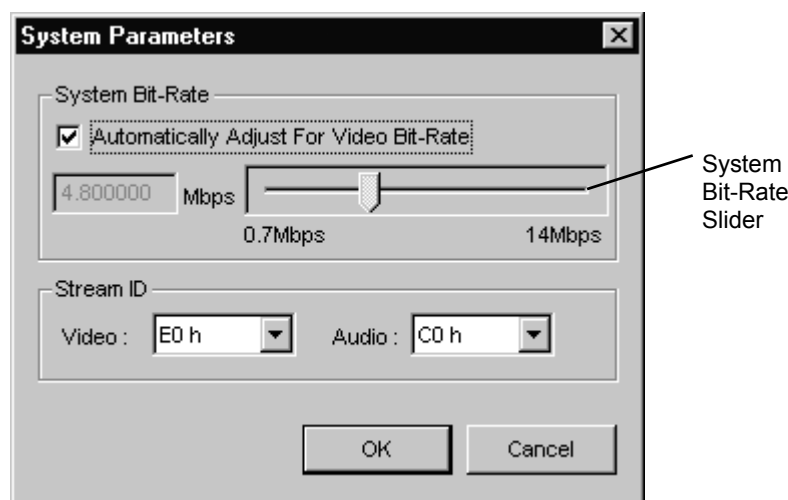 System Parameters
System Bit-Rate
Automatically Adjust For Video Bit-Rate
4.800000 Mbps
0.7Mbps 14Mbps
System
Bit-Rate
Slider
Stream ID
Video : E0 h Audio : C0 h
OK Cancel